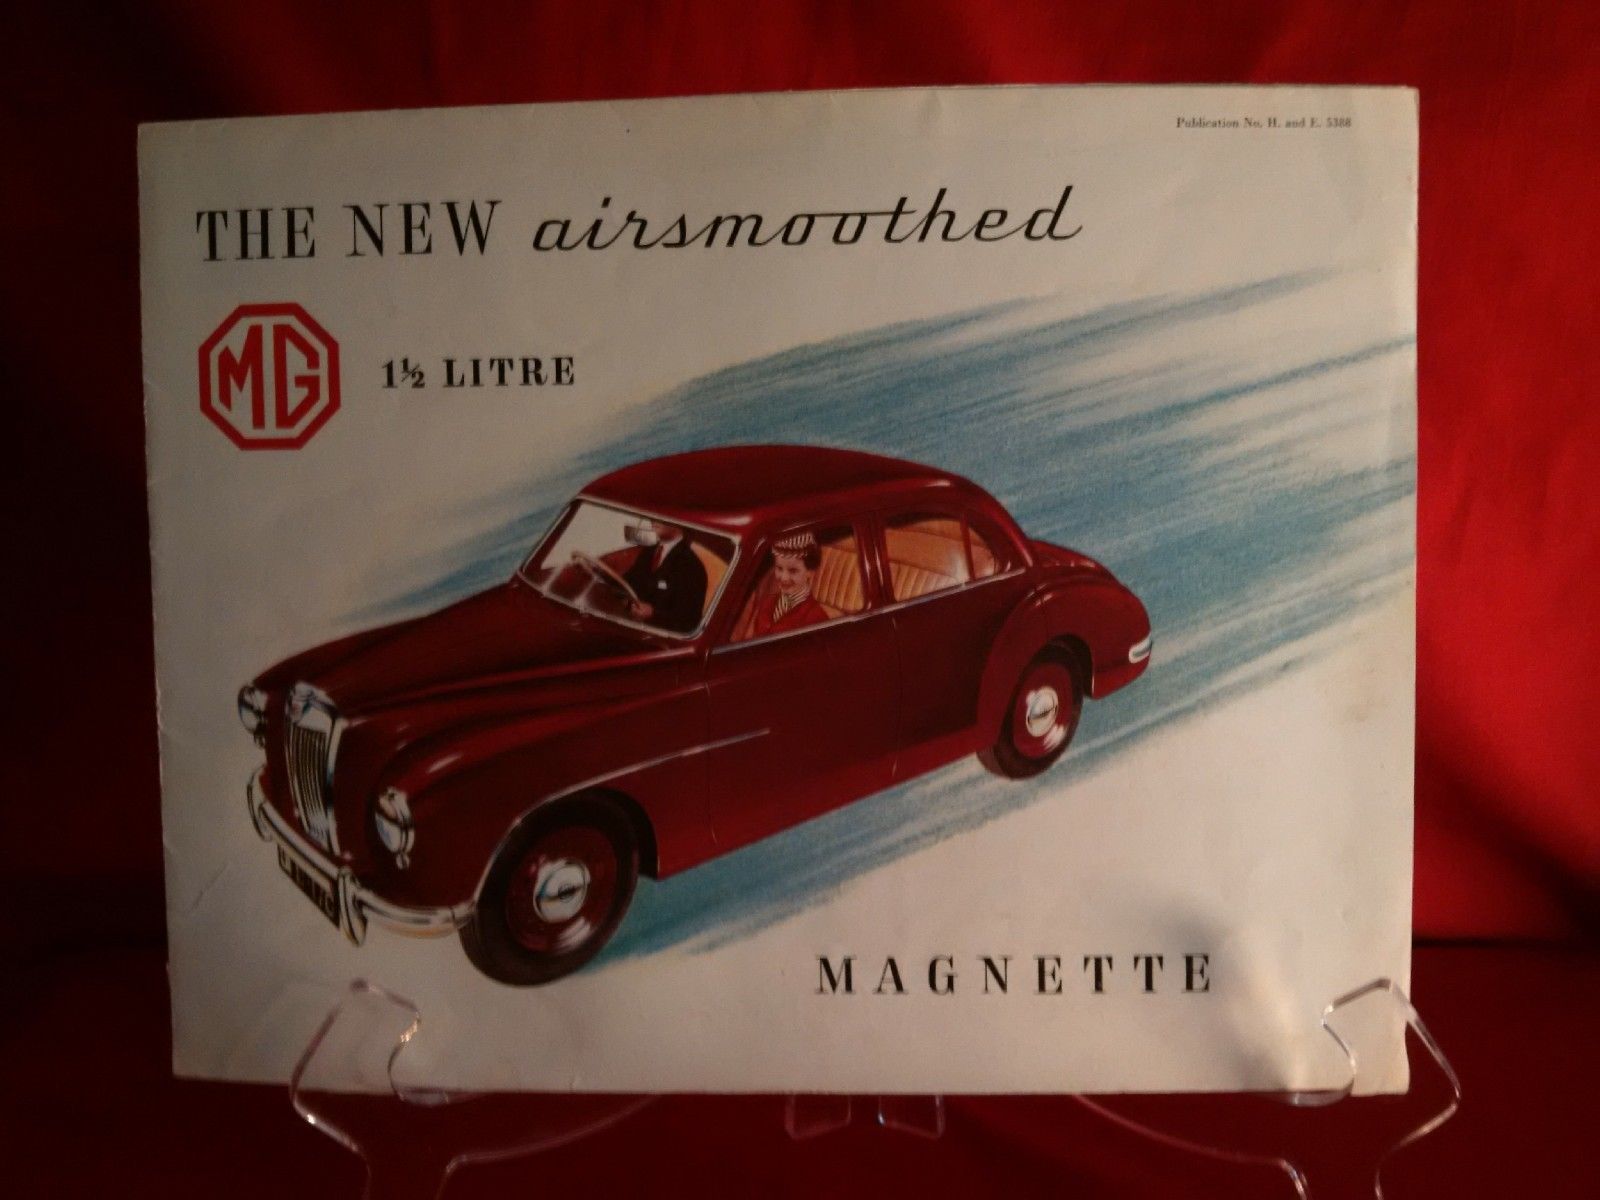 Publication No. H. and E. 5388
THE NEW airsmoothed
MG
1½ LITRE
MAGNETTE